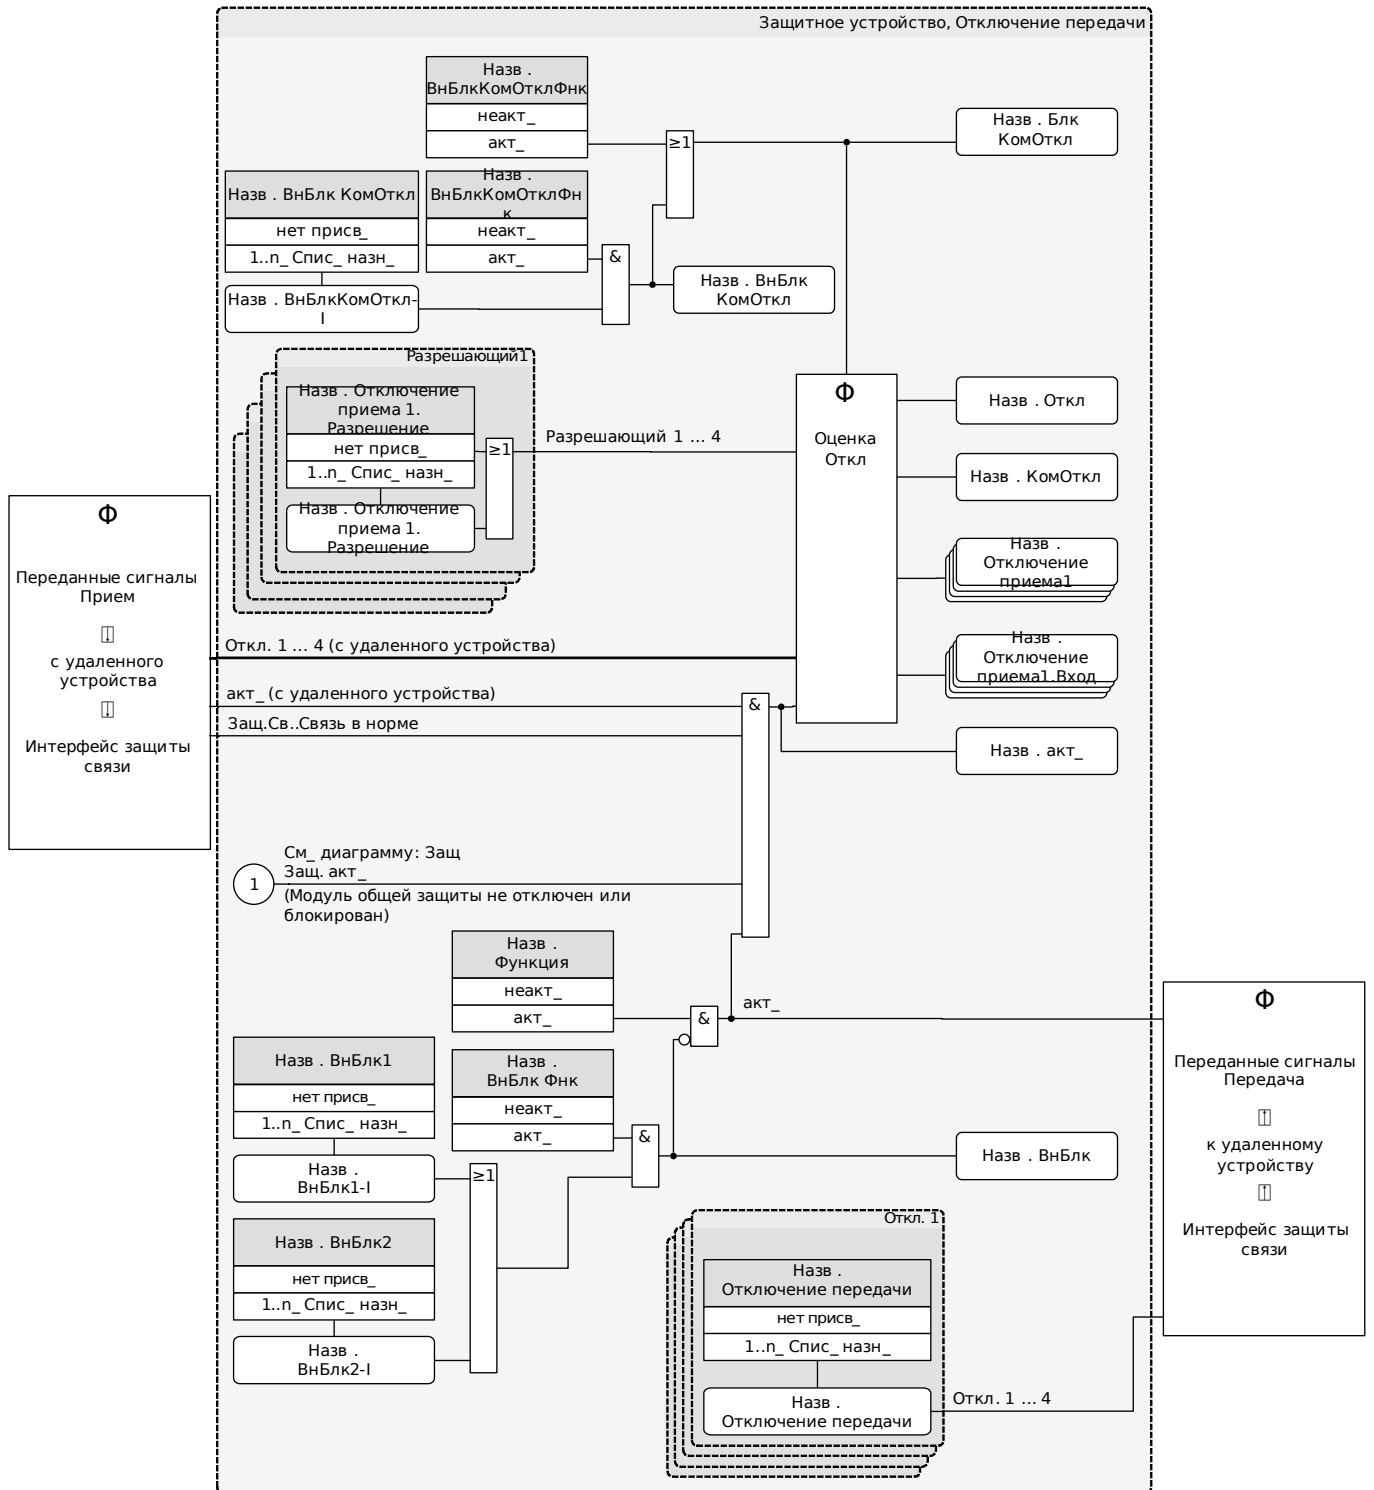 Защитное устройство, Отключение передачи
Назв .
ВнБлкКомОтклФнк
неакт_
акт_
≥1
Назв . Блк
КомОткл
Назв . ВнБлк КомОткл
нет присв_
1..n_ Спис_ назн_
Назв .
ВнБлкКомОтклФн
к
неакт_
акт_
&
Назв . ВнБлкКомОткл-
I
Назв . ВнБлк
КомОткл
Разрешающий1
Назв . Отключение
приема 1.
Разрешение
нет присв_
1..n_ Спис_ назн_
≥1
Назв . Отключение
приема 1.
Разрешение
Разрешающий 1 ... 4
Ф
Оценка
Откл
Назв . Откл
Назв . КомОткл
Назв .
Отключение
приема1
Назв .
Отключение
приема1.Вход
Назв . акт_
Ф
Переданные сигналы
Прием
с удаленного
устройства
Интерфейс защиты
связи
Откл. 1 ... 4 (с удаленного устройства)
акт_ (с удаленного устройства)
Защ.Св..Связь в норме
&
См_ диаграмму: Защ
Защ. акт_
1
(Модуль общей защиты не отключен или
блокирован)
Назв .
Функция
неакт_
акт_
&
акт_
Назв . ВнБлк1
нет присв_
1..n_ Спис_ назн_
Назв .
ВнБлк1-I
Назв .
ВнБлк Фнк
неакт_
акт_
&
≥1
Назв . ВнБлк
Назв . ВнБлк2
нет присв_
1..n_ Спис_ назн_
Назв .
ВнБлк2-I
Откл. 1
Назв .
Отключение передачи
нет присв_
1..n_ Спис_ назн_
Назв .
Отключение передачи
Откл. 1 ... 4
Ф
Переданные сигналы
Передача
к удаленному
устройству
Интерфейс защиты
связи